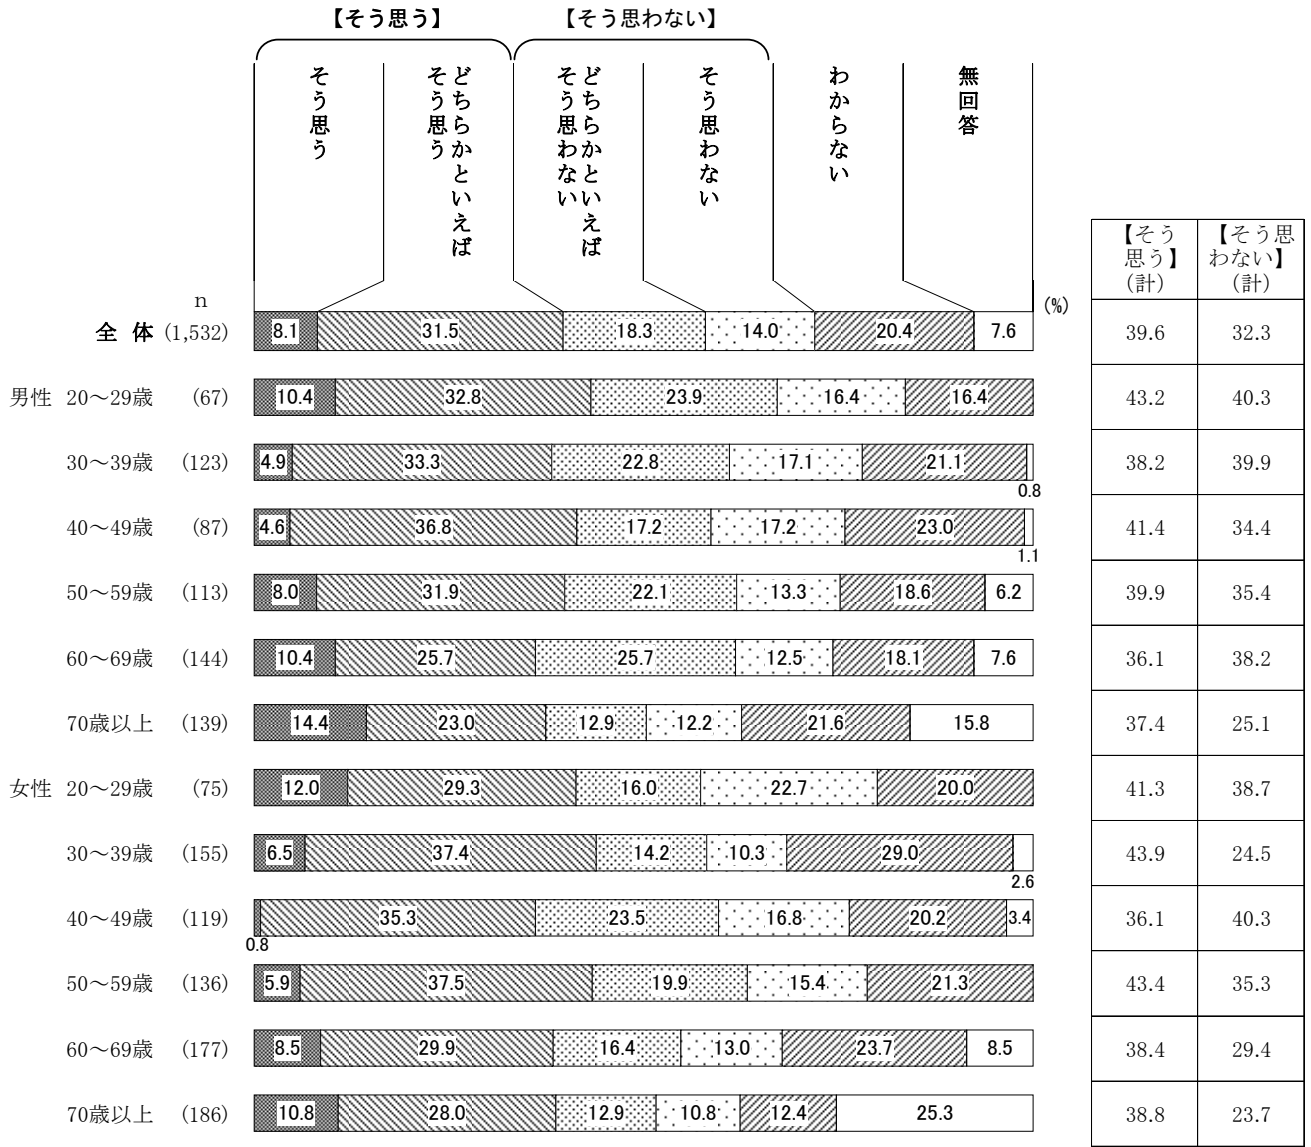 【そう思う】 【そう思わない】
そう思う
どちらかといえば
そう思う
どちらかといえば
そう思わない
そう思わない
わからない
無回答
【そう
思う】
(計)
【そう思
わない】
(計)
n
(%)
全 体 (1,532) 8.1 31.5 18.3 14.0 20.4 7.6 39.6 32.3
男性 20～29歳 (67) 10.4 32.8 23.9 16.4 16.4 43.2 40.3
30～39歳 (123) 4.9 33.3 22.8 17.1 21.1 0.8 38.2 39.9
40～49歳 (87) 4.6 36.8 17.2 17.2 23.0 1.1 41.4 34.4
50～59歳 (113) 8.0 31.9 22.1 13.3 18.6 6.2 39.9 35.4
60～69歳 (144) 10.4 25.7 25.7 12.5 18.1 7.6 36.1 38.2
70歳以上 (139) 14.4 23.0 12.9 12.2 21.6 15.8 37.4 25.1
女性 20～29歳 (75) 12.0 29.3 16.0 22.7 20.0 41.3 38.7
30～39歳 (155) 6.5 37.4 14.2 10.3 29.0 2.6 43.9 24.5
40～49歳 (119) 0.8 35.3 23.5 16.8 20.2 3.4 36.1 40.3
50～59歳 (136) 5.9 37.5 19.9 15.4 21.3 43.4 35.3
60～69歳 (177) 8.5 29.9 16.4 13.0 23.7 8.5 38.4 29.4
70歳以上 (186) 10.8 28.0 12.9 10.8 12.4 25.3 38.8 23.7